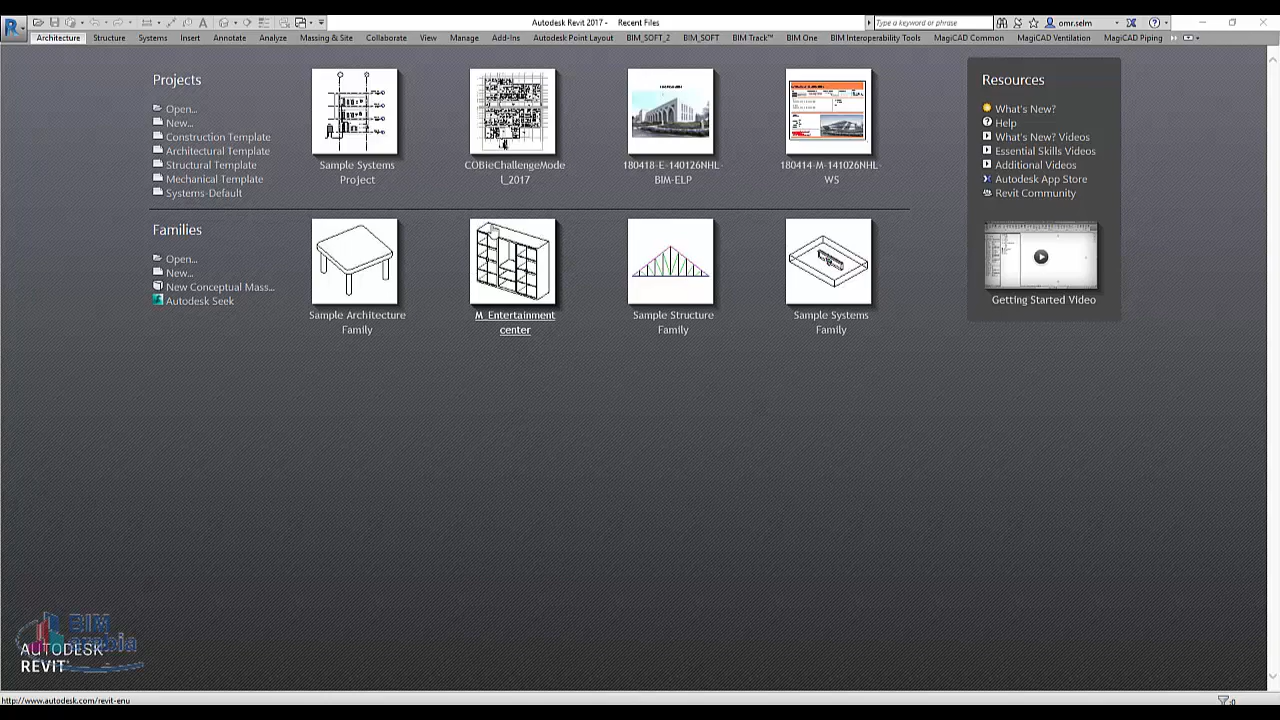 Autodesk Revit 2017 - Recent Files
Type a keyword or phrase
omr.selm
Architecture Structure Systems Insert Annotate Analyze Massing & Site Collaborate View Manage Add-Ins Autodesk Point Layout BIM_SOFT_2 BIM_SOFT BIM Track™ BIM One BIM Interoperability Tools MagiCAD Common MagiCAD Ventilation MagiCAD Piping
Projects
Open...
New...
Construction Template
Architectural Template
Structural Template
Mechanical Template
Systems-Default
Sample Systems
Project
COBieChallengeMode
l_2017
180418-E-140126NHL-
BIM-ELP
180414-M-141026NHL-
WS
Families
Open...
New...
New Conceptual Mass...
Autodesk Seek
Sample Architecture
Family
M_Entertainment
center
Sample Structure
Family
Sample Systems
Family
Resources
What's New?
Help
What's New? Videos
Essential Skills Videos
Additional Videos
Autodesk App Store
Revit Community
Getting Started Video
BIM
arabia
AUTODESK
REVIT
http://www.autodesk.com/revit-enu